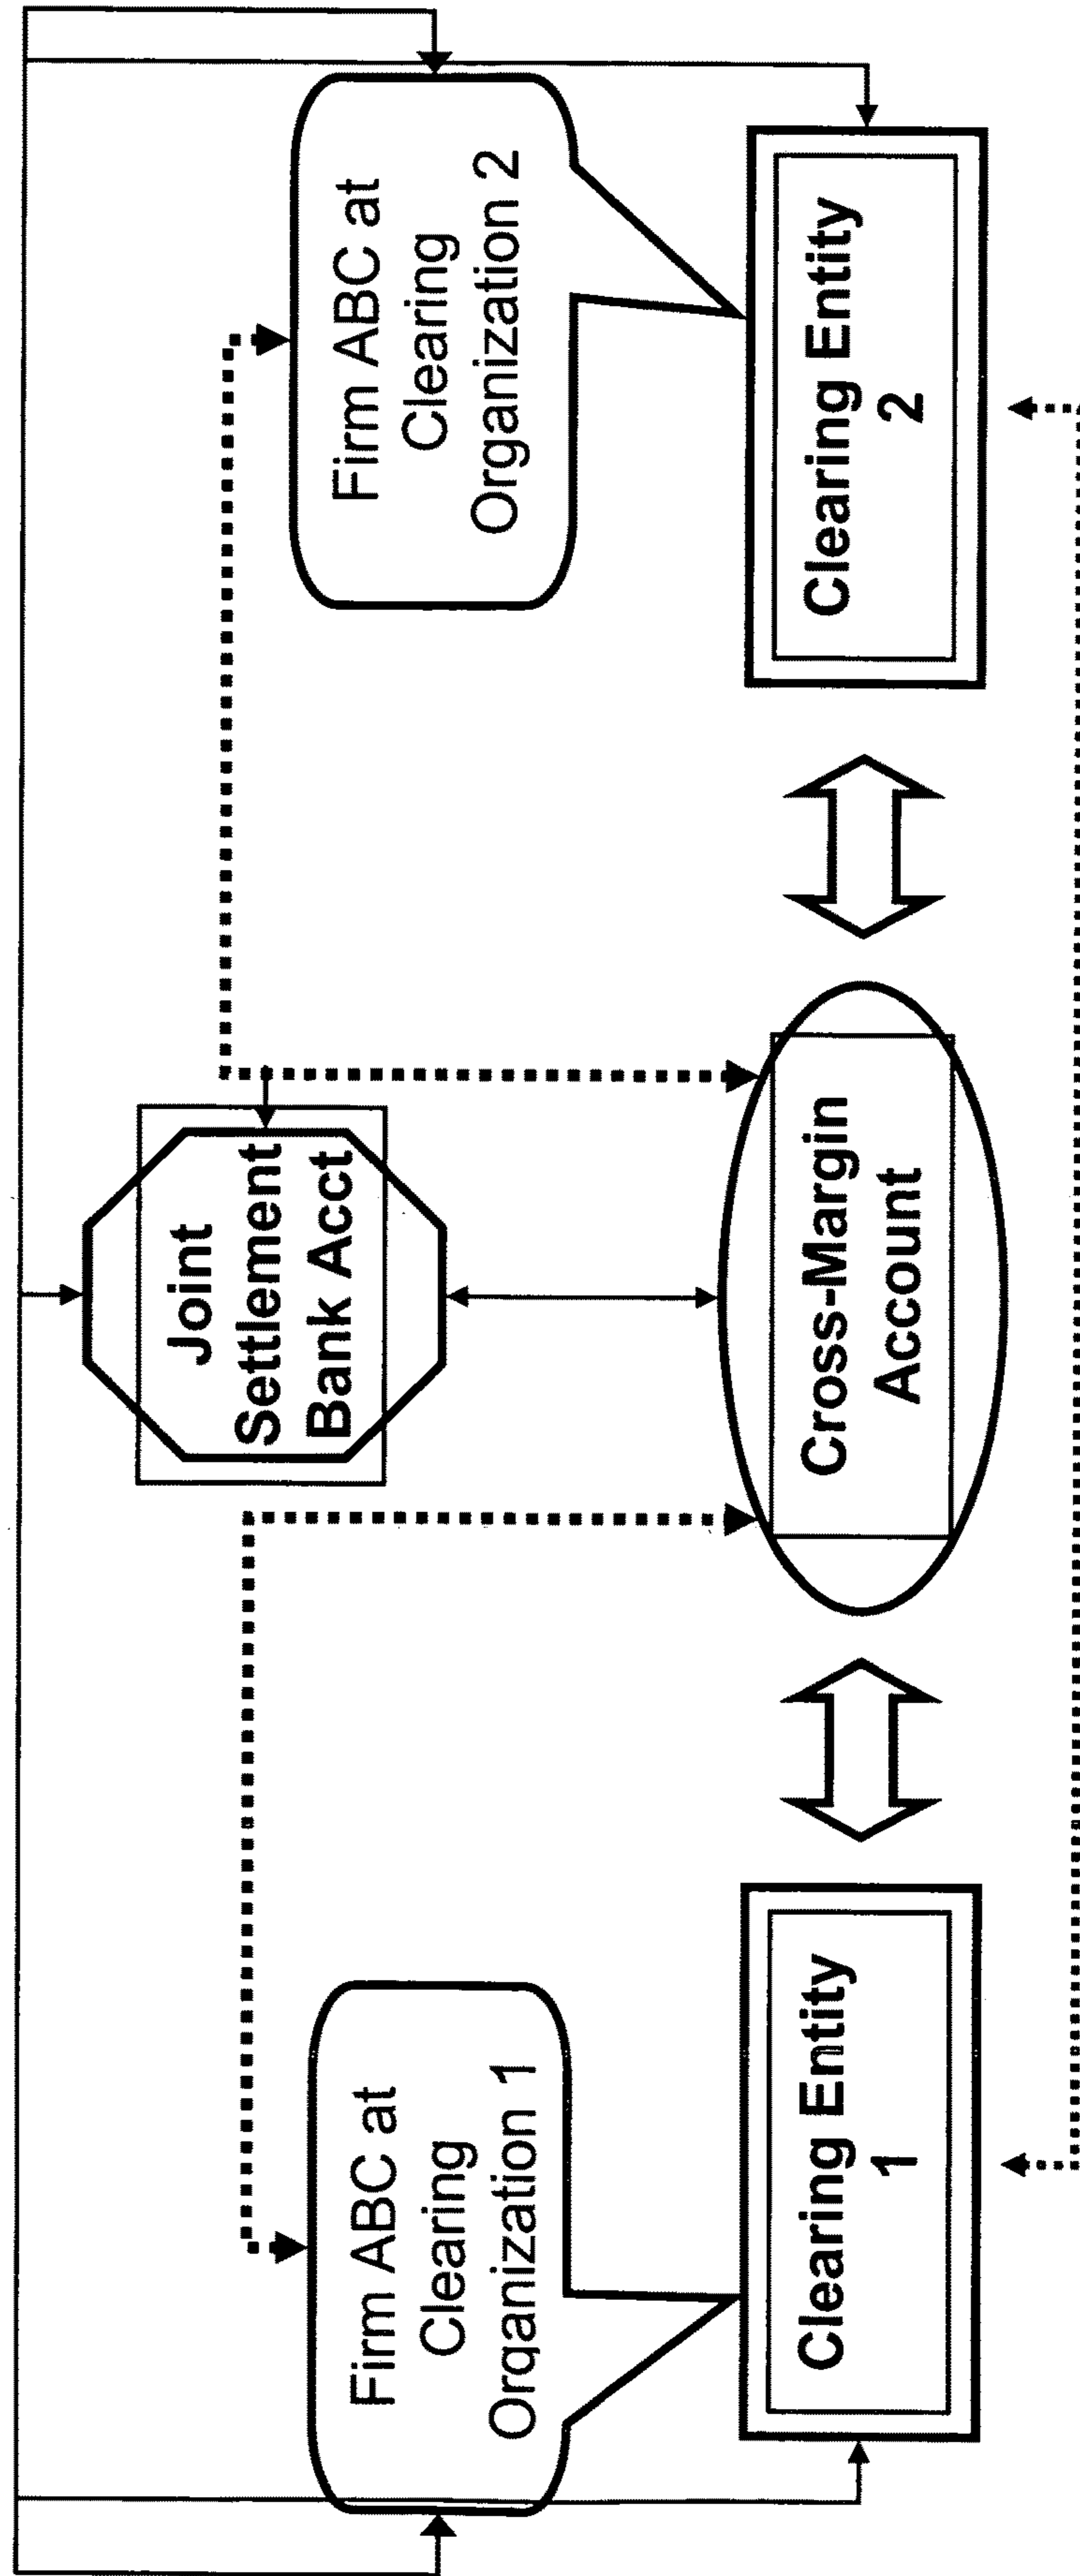 Joint
Settlement
Bank Acct
Firm ABC at
Clearing
Organization 1
Firm ABC at
Clearing
Organization 2
Clearing Entity
1
Cross-Margin
Account
Clearing Entity
2